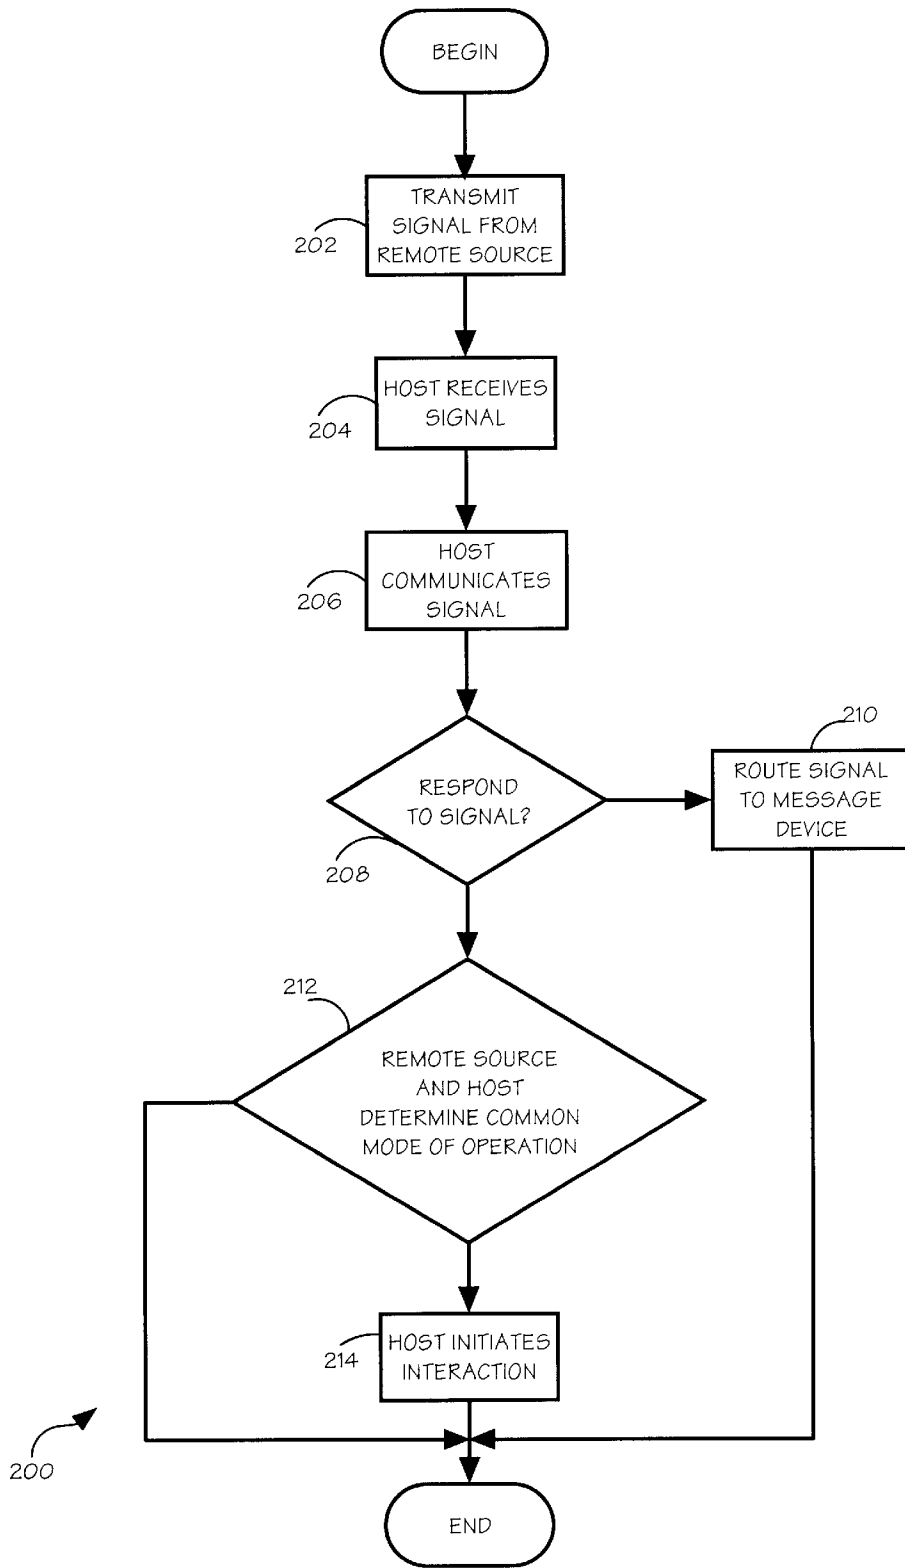 BEGIN
TRANSMIT
SIGNAL FROM
REMOTE SOURCE
202
HOST RECEIVES
SIGNAL
204
HOST
COMMUNICATES
SIGNAL
206
210
RESPOND
TO SIGNAL?
208
ROUTE SIGNAL
TO MESSAGE
DEVICE
212
REMOTE SOURCE
AND HOST
DETERMINE COMMON
MODE OF OPERATION
HOST INITIATES
INTERACTION
214
200
END